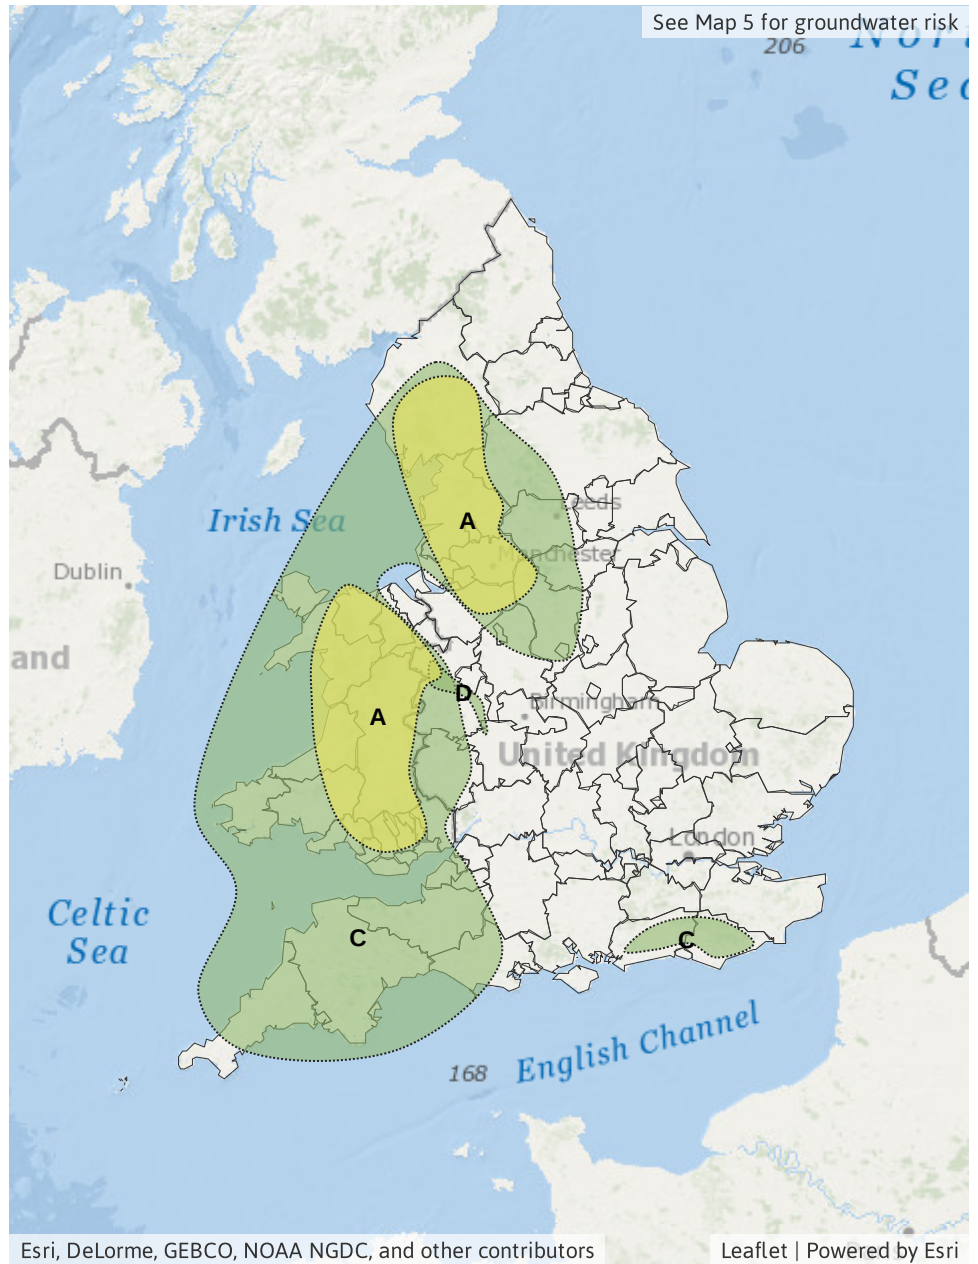 See Map 5 for groundwater risk
206
Irish Sea
Leeds
A
Manchester
Dublin
and
D
Birmingham
A
United Kingdom
London
Celtic
Sea
C
C
English Channel
168
Esri, DeLorme, GEBCO, NOAA NGDC, and other contributors
Leaflet | Powered by Esri